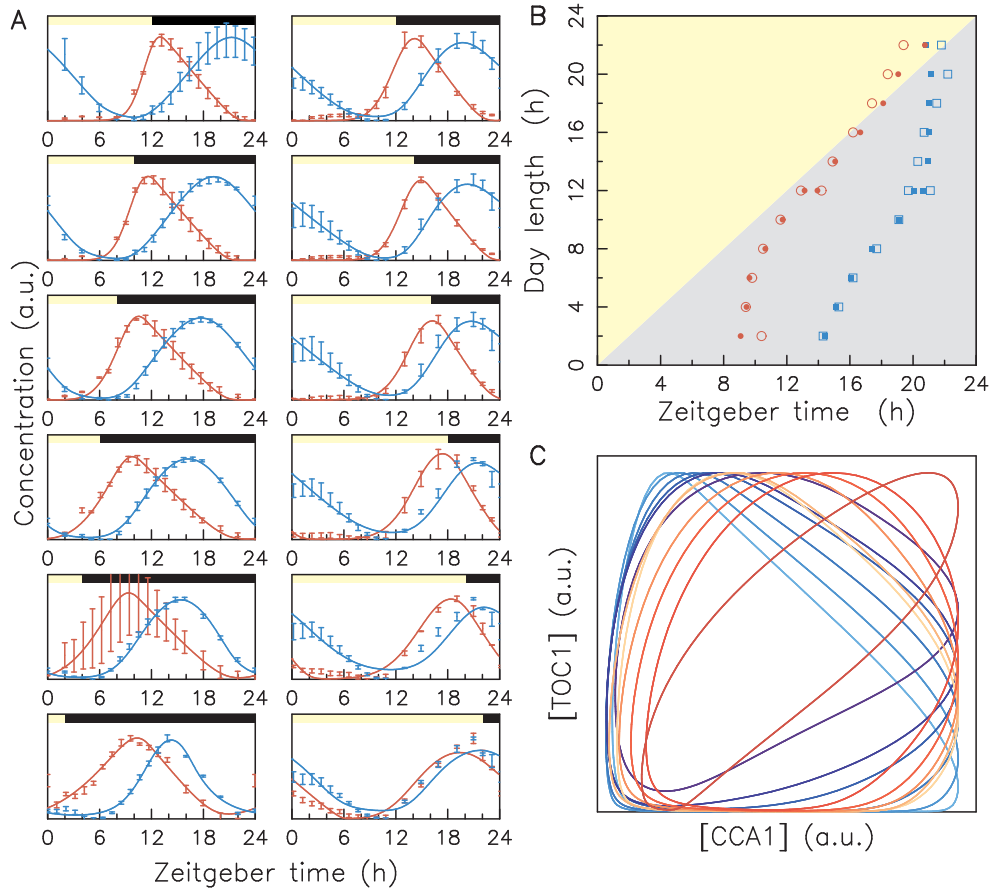 A
0 6 12 18 24
0 6 12 18 24
0 6 12 18 24
0 6 12 18 24
0 6 12 18 24
0 6 12 18 24
0 6 12 18 24
0 6 12 18 24
0 6 12 18 24
0 6 12 18 24
0 6 12 18 24
0 6 12 18 24
Concentration (a.u.)
Zeitgeber time (h)
B
24
20
16
12
8
4
0
Day length (h)
0 4 8 12 16 20 24
Zeitgeber time (h)
C
[TOC1] (a.u.)
[CCA1] (a.u.)